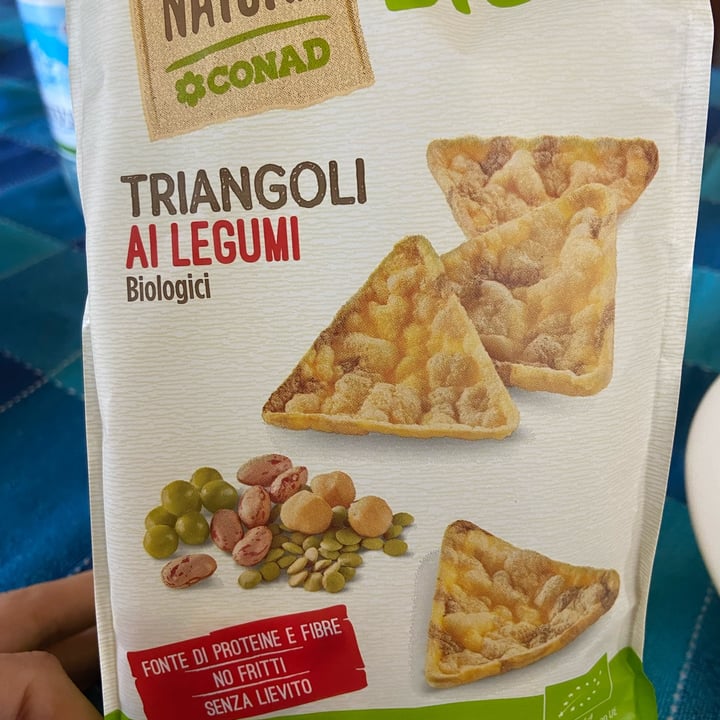 CONAD
TRIANGOLI
AI LEGUMI
Biologici
FONTE DI PROTEINE E FIBRE
NO FRITTI
SENZA LIEVITO